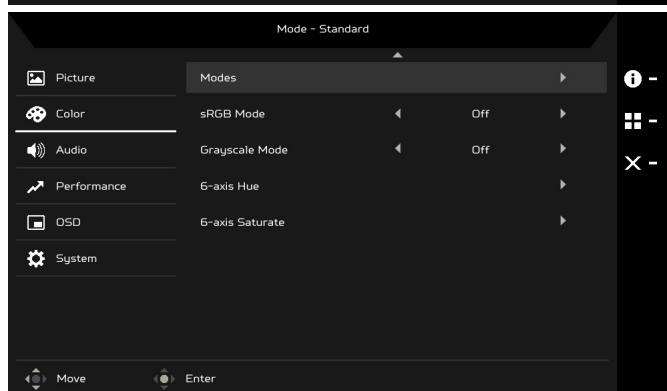 Mode - Standard
Picture
Modes
Color
sRGB Mode Off
Audio
Grayscale Mode Off
Performance
6-axis Hue
OSD
6-axis Saturate
System
Move Enter